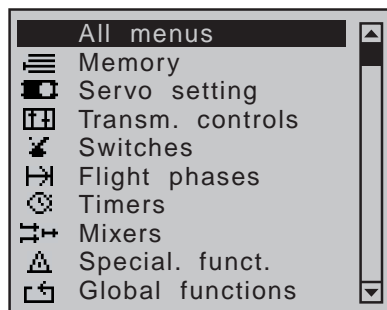 All menus
Memory
Servo setting
Transm. controls
Switches
Flight phases
Timers
Mixers
Special. funct.
Global functions